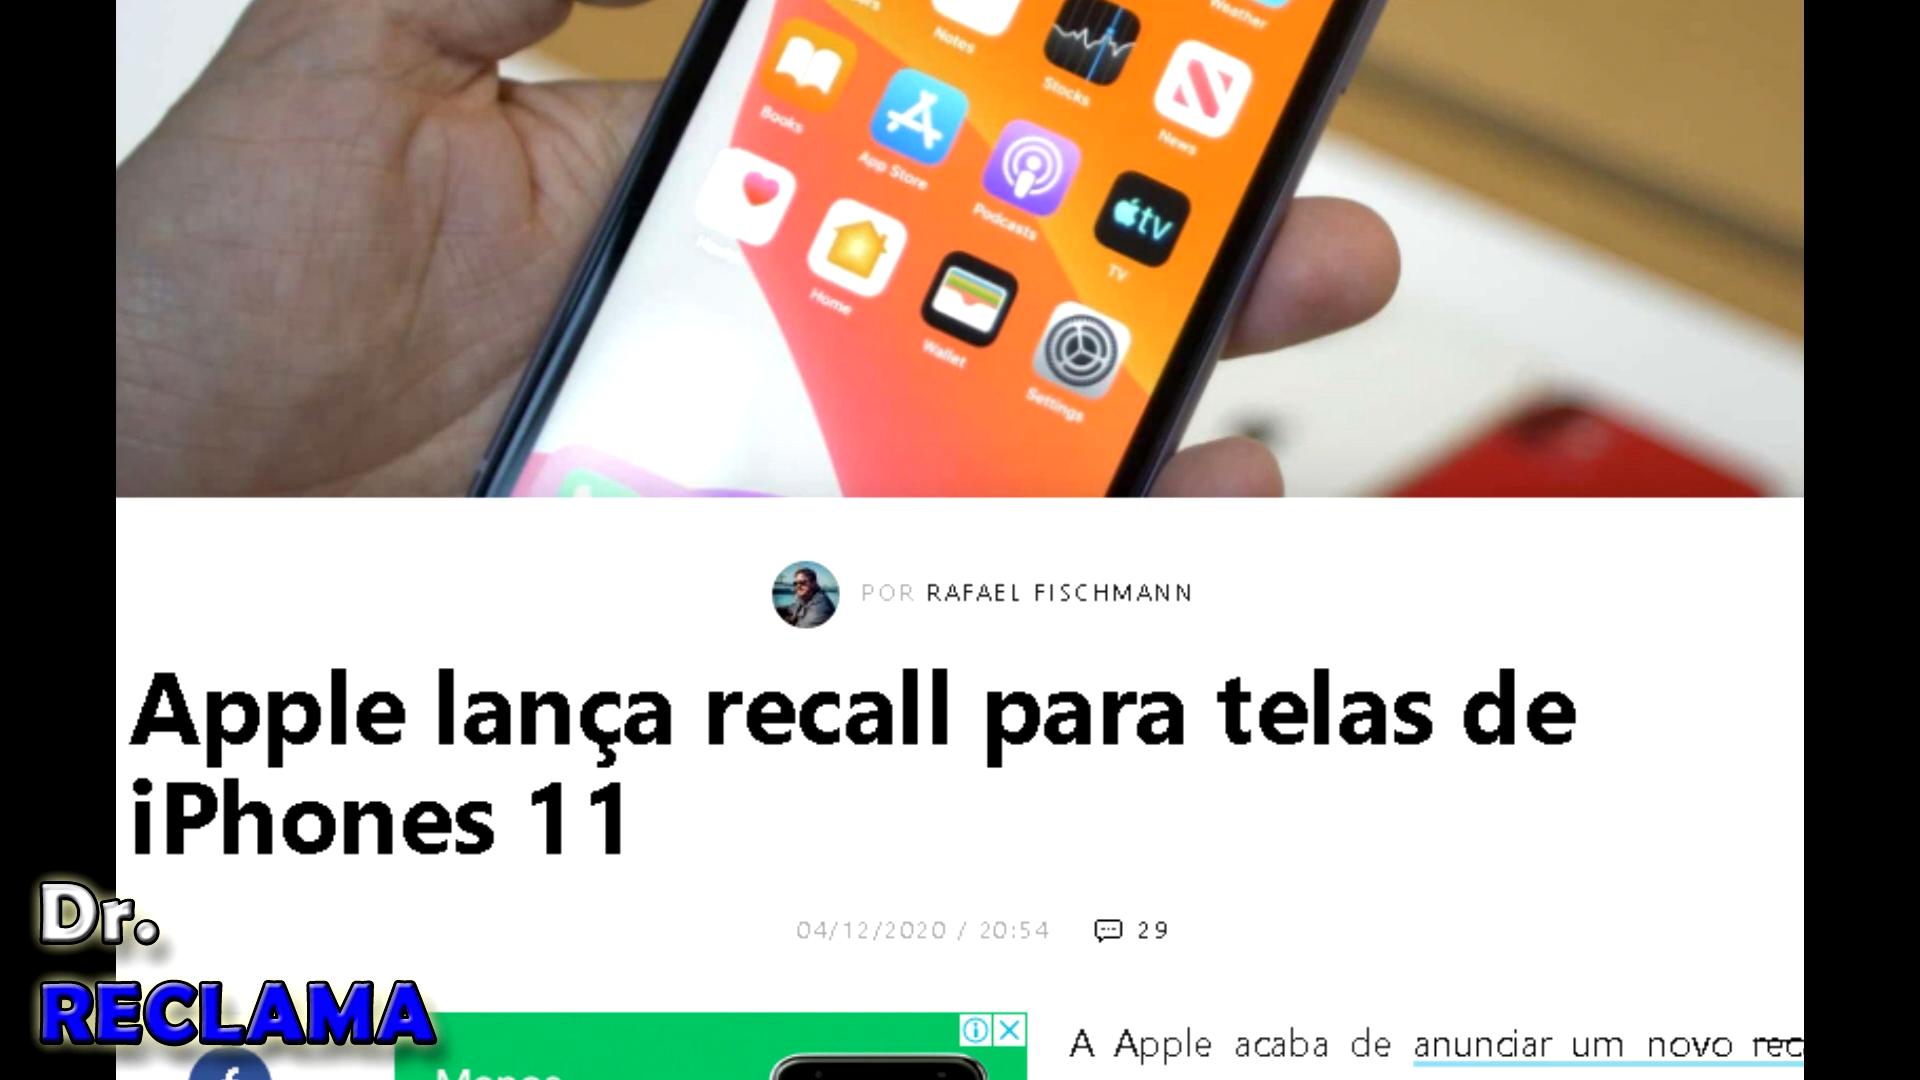 Weather
Notes
Stocks
News
Books
App Store
Podcasts
tv
TV
Home
Wallet
Settings
POR RAFAEL FISCHMANN
Apple lança recall para telas de
iPhones 11
04/12/2020 / 20:54 29
Dr.
RECLAMA
A Apple acaba de anunciar um novo